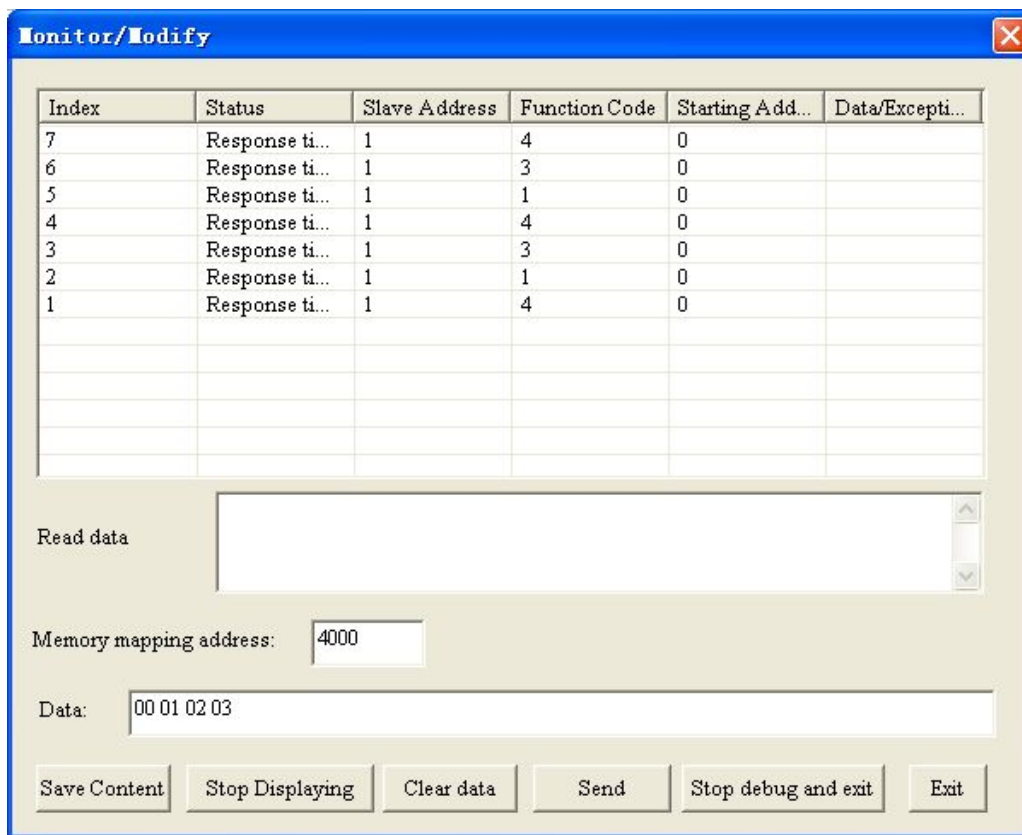 Monitor/Modify
Index Status Slave Address Function Code Starting Add... Data/Excepti...
7 Response ti... 1 4 0
6 Response ti... 1 3 0
5 Response ti... 1 1 0
4 Response ti... 1 4 0
3 Response ti... 1 3 0
2 Response ti... 1 1 0
1 Response ti... 1 4 0
Read data
Memory mapping address: 4000
Data: 00 01 02 03
Save Content Stop Displaying Clear data Send Stop debug and exit Exit